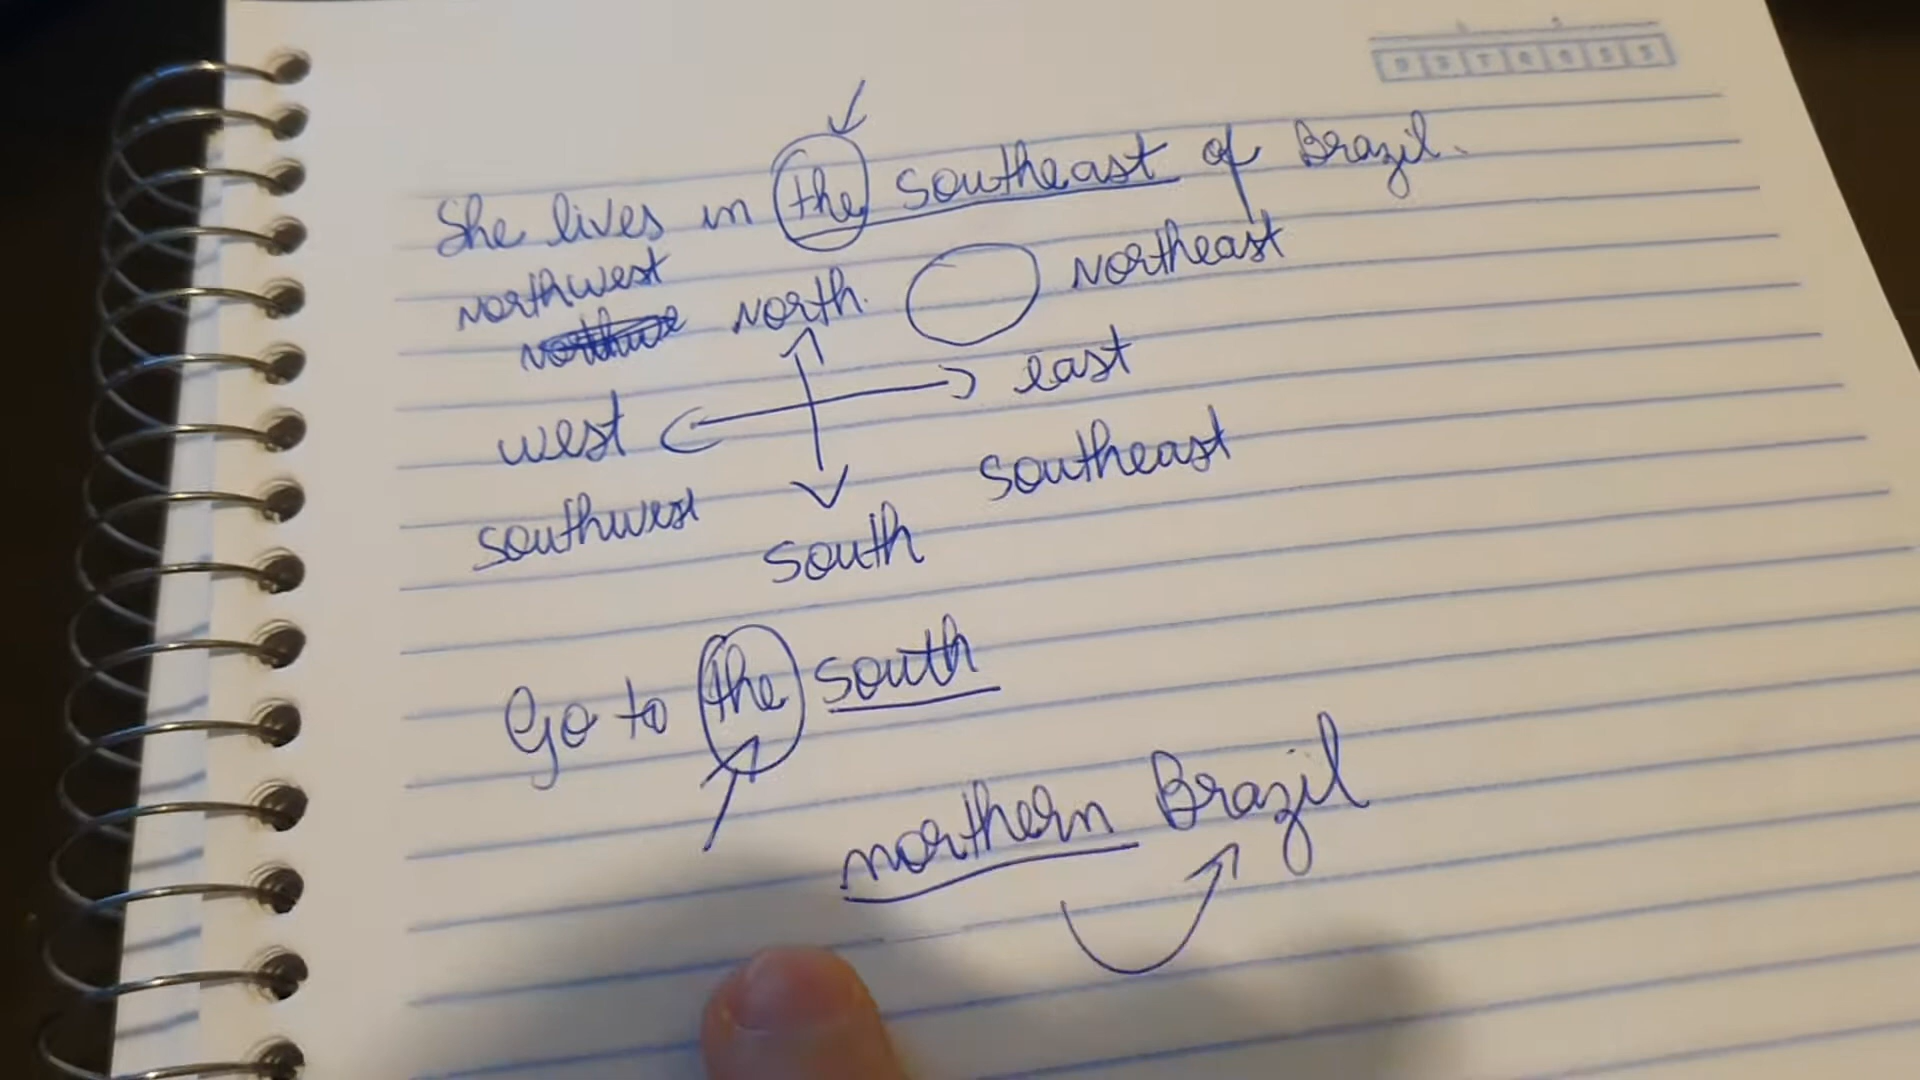 She lives in the southeast of Brazil.
northwest north. northeast
west east
southwest south southeast
Go to the south
northern Brazil